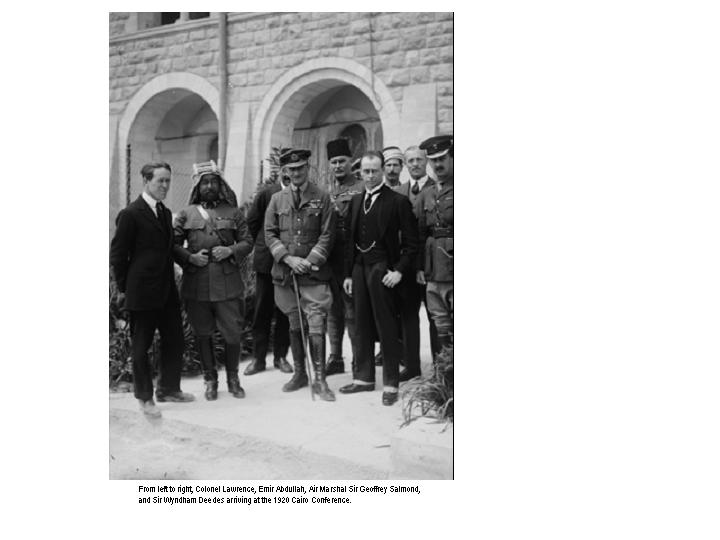 From left to right, Colonel Lawrence, Emir Abdullah, Air Marshal Sir Geoffrey Salmond,
and Sir Wyndham Deedes arriving at the 1920 Cairo Conference.